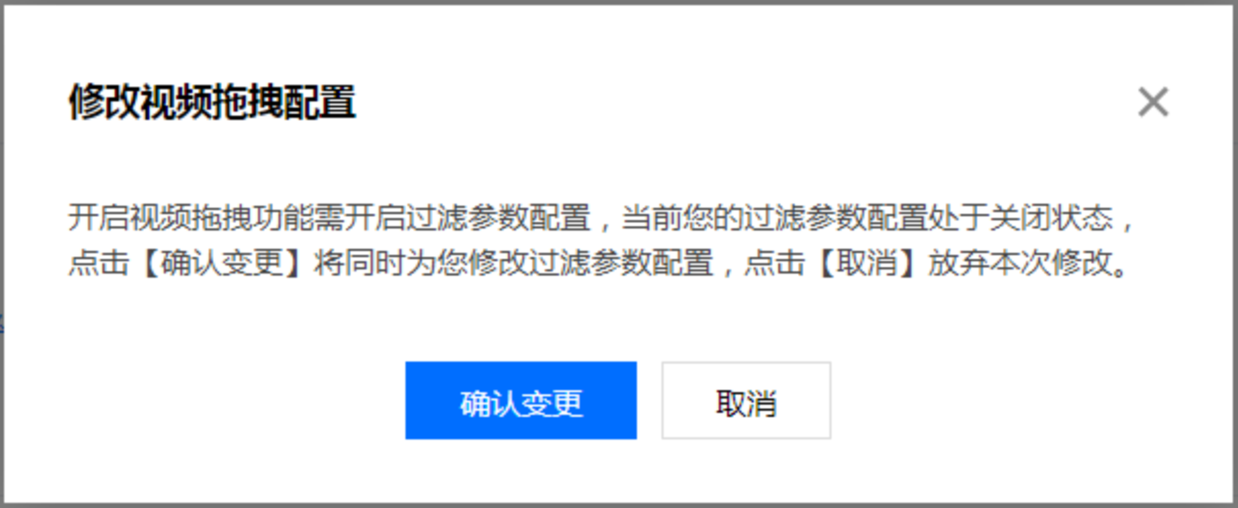 修改视频拖拽配置
开启视频拖拽功能需开启过滤参数配置，当前您的过滤参数配置处于关闭状态，
点击【确认变更】将同时为您修改过滤参数配置，点击【取消】放弃本次修改。
确认变更
取消